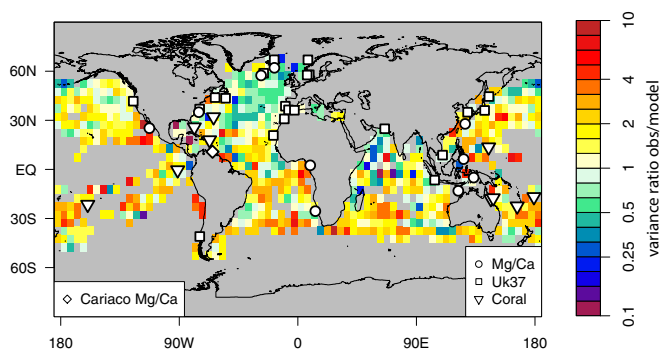 60N
30N
EQ
30S
60S
180
90W
0
90E
180
Cariaco Mg/Ca
Mg/Ca
Uk37
Coral
10
4
2
1
0.5
0.25
0.1
variance ratio obs/model